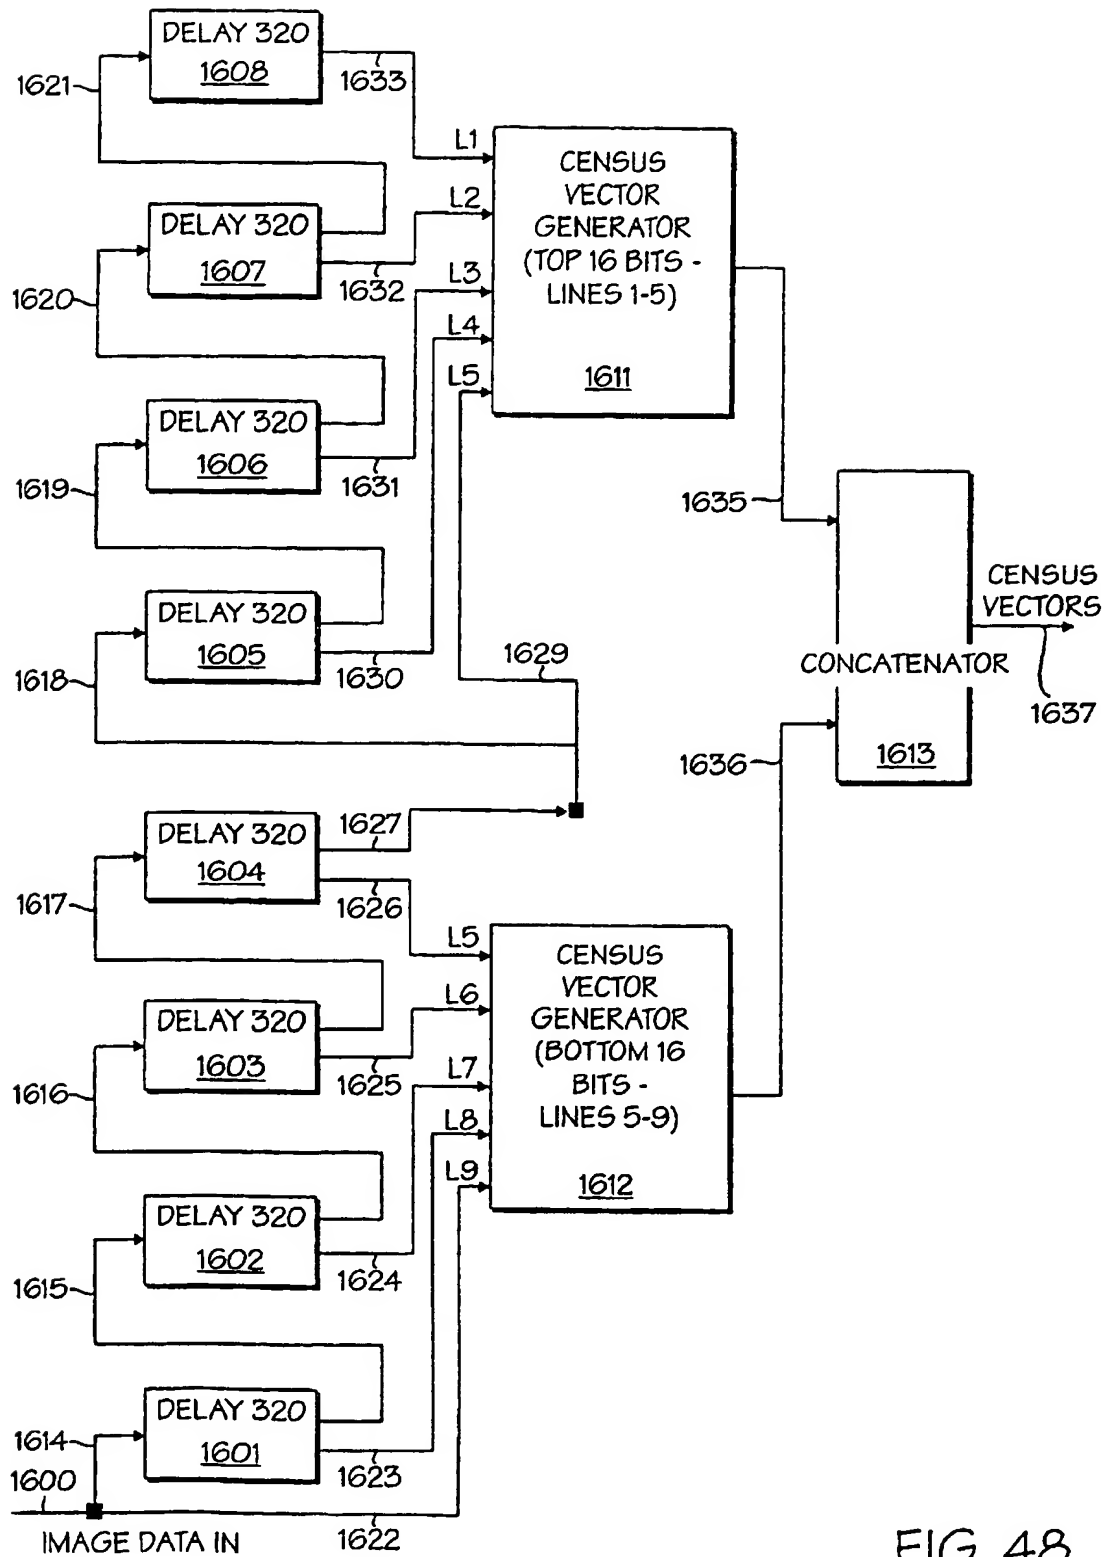 DELAY 320
1608
1621
1633
L1
CENSUS
VECTOR
GENERATOR
(TOP 16 BITS -
LINES 1-5)
1611
DELAY 320
1607
L2
1632
1620
L3
L4
L5
DELAY 320
1606
1631
1619
1635
DELAY 320
1605
1630
1618
1629
CENSUS
VECTORS
CONCATENATOR
1613
1637
1636
DELAY 320
1604
1627
1626
1617
L5
CENSUS
VECTOR
GENERATOR
(BOTTOM 16
BITS -
LINES 5-9)
1612
DELAY 320
1603
L6
1625
1616
L7
L8
L9
DELAY 320
1602
1624
1615
DELAY 320
1601
1614
1623
1600
1622
IMAGE DATA IN
FIG. 48